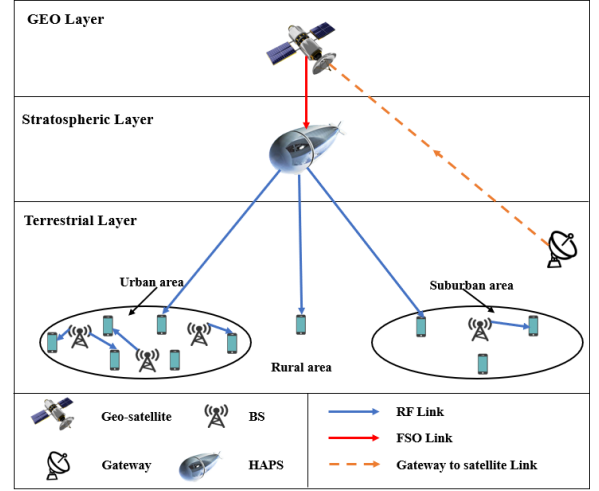 GEO Layer
Stratospheric Layer
Terrestrial Layer
Urban area
Suburban area
Rural area
Geo-satellite
BS
RF Link
FSO Link
Gateway
HAPS
Gateway to satellite Link